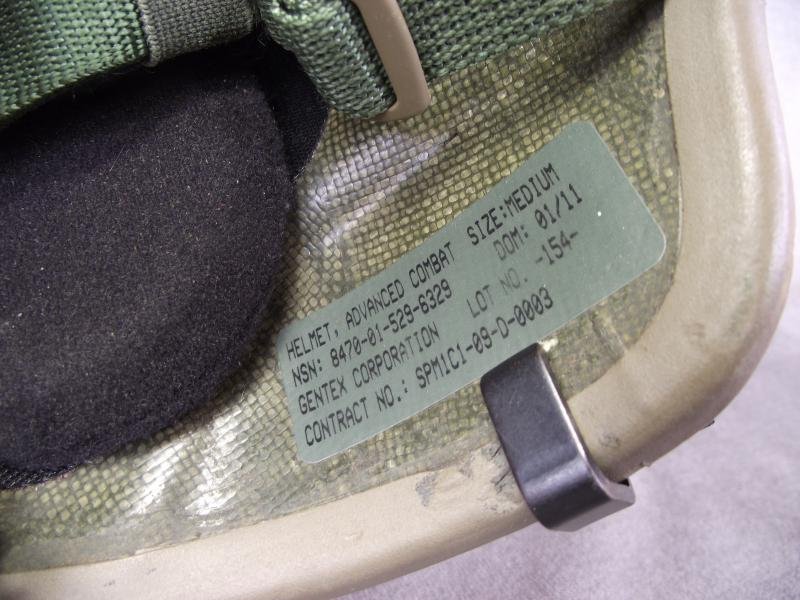 HELMET, ADVANCED COMBAT SIZE:MEDIUM
NSN: 8470-01-529-6329 DOM: 01/11
GENTEX CORPORATION LOT NO. -154-
CONTRACT NO.: SPM1C1-09-D-0003